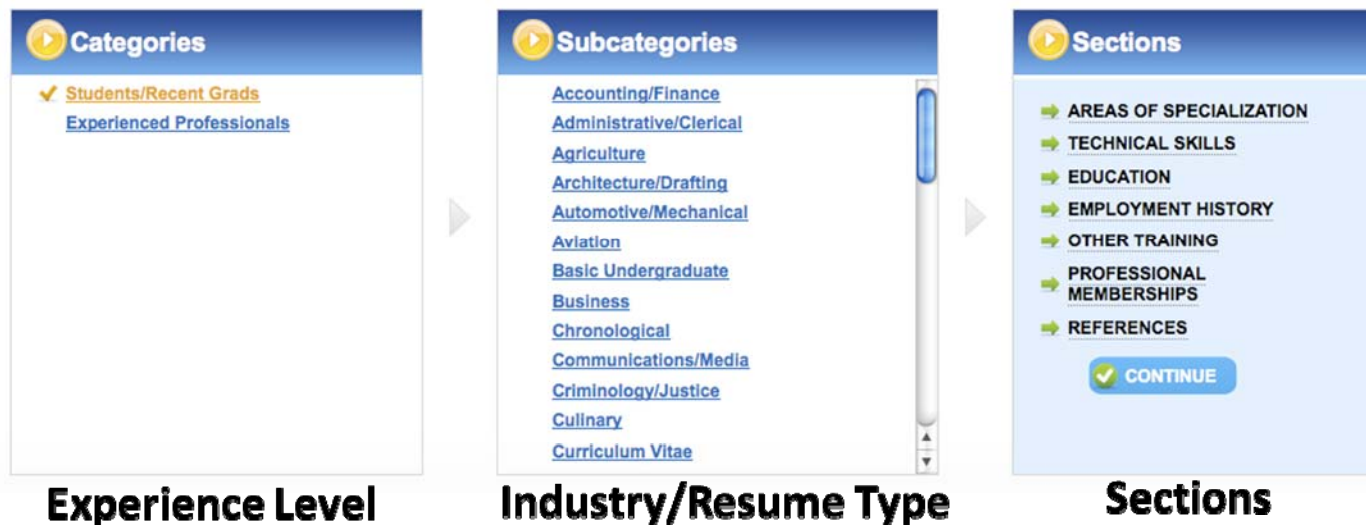 Categories
Students/Recent Grads
Experienced Professionals
Subcategories
Accounting/Finance
Administrative/Clerical
Agriculture
Architecture/Drafting
Automotive/Mechanical
Aviation
Basic Undergraduate
Business
Chronological
Communications/Media
Criminology/Justice
Culinary
Curriculum Vitae
Sections
AREAS OF SPECIALIZATION
TECHNICAL SKILLS
EDUCATION
EMPLOYMENT HISTORY
OTHER TRAINING
PROFESSIONAL
MEMBERSHIPS
REFERENCES
CONTINUE
Experience Level
Industry/Resume Type
Sections